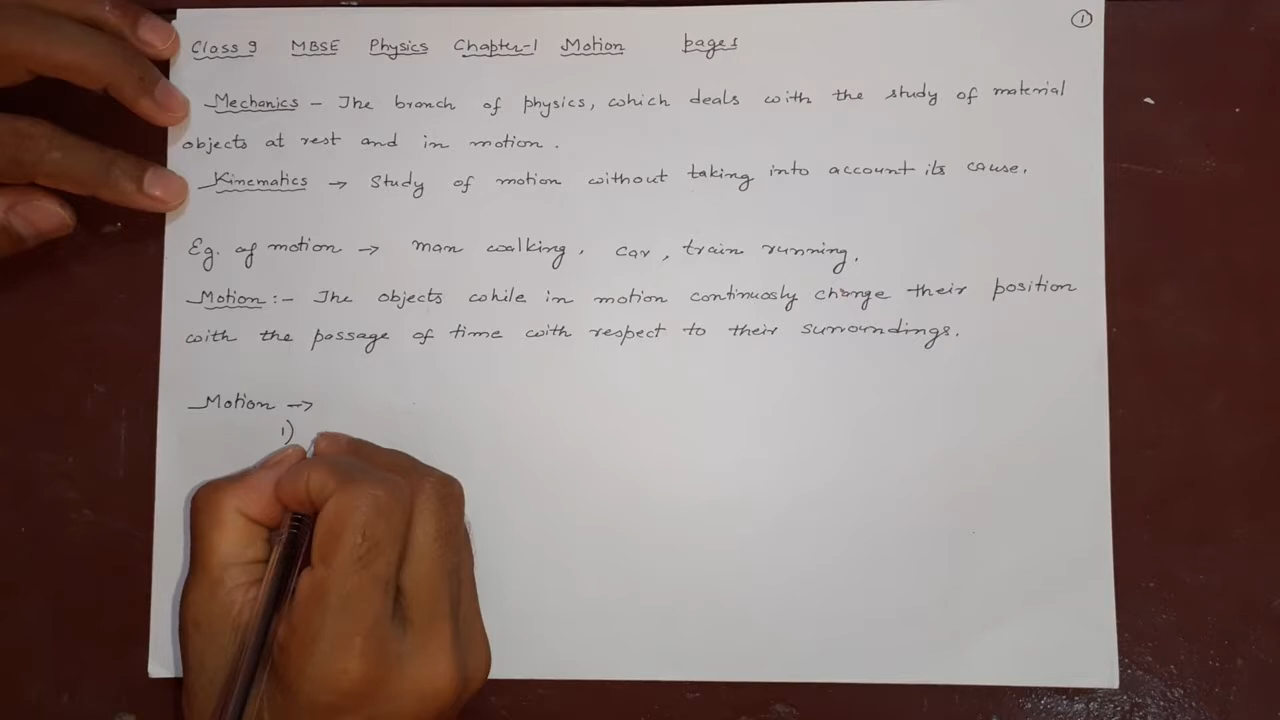 1
Class 9 MBSE Physics Chapter-1 Motion pages
Mechanics - The branch of physics, which deals with the study of material
objects at rest and in motion.
Kinematics → Study of motion without taking into account its cause.
Eg. of motion → man walking, car, train running.
Motion :- The objects while in motion continuosly change their position
with the passage of time with respect to their surroundings.
Motion →
1)